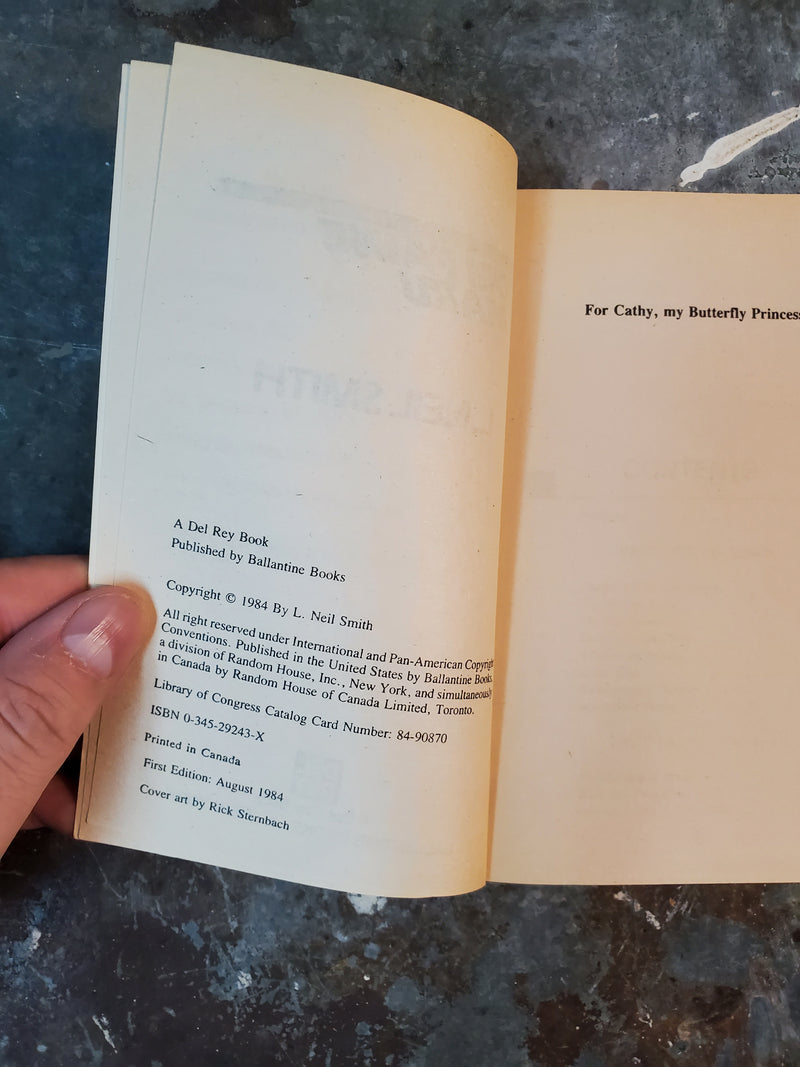 A Del Rey Book
Published by Ballantine Books
Copyright © 1984 By L. Neil Smith
All right reserved under International and Pan-American Copyright
Conventions. Published in the United States by Ballantine Books,
a division of Random House, Inc., New York, and simultaneously
in Canada by Random House of Canada Limited, Toronto.
Library of Congress Catalog Card Number: 84-90870
ISBN 0-345-29243-X
Printed in Canada
First Edition: August 1984
Cover art by Rick Sternbach
For Cathy, my Butterfly Princess